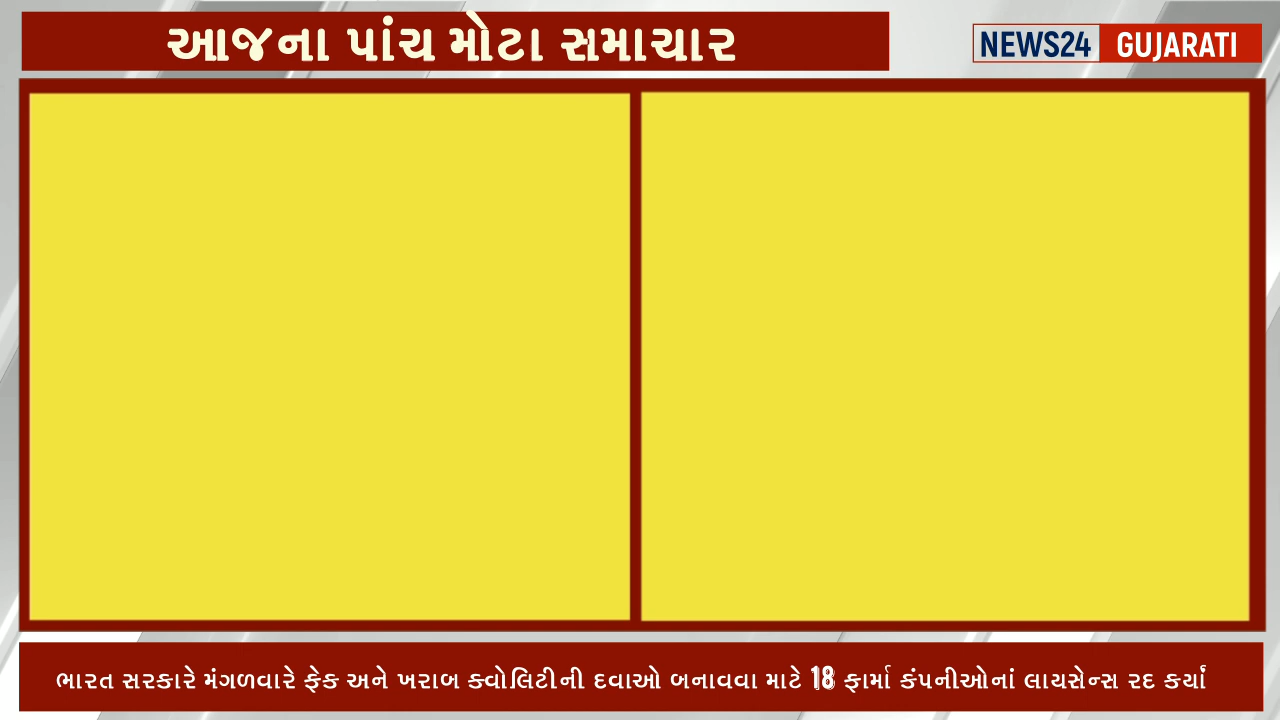 આજના પાંચ મોટા સમાચાર
NEWS24 GUJARATI
ભારત સરકારે મંગળવારે ફેક અને ખરાબ ક્વોલિટીની દવાઓ બનાવવા માટે 18 ફાર્મા કંપનીઓનાં લાયસેન્સ રદ કર્યાં